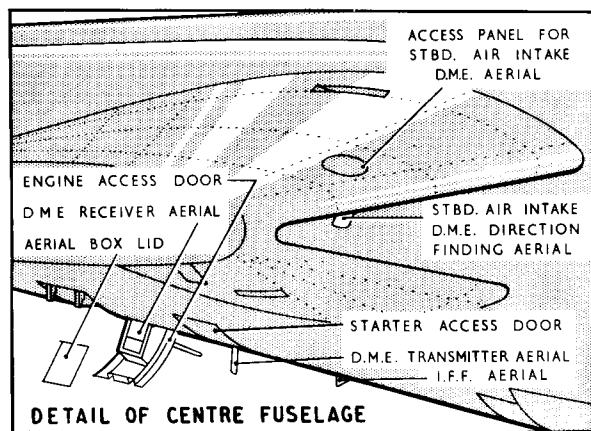 ACCESS PANEL FOR
STBD. AIR INTAKE
D.M.E. AERIAL
ENGINE ACCESS DOOR
D M E RECEIVER AERIAL
AERIAL BOX LID
STBD. AIR INTAKE
D.M.E. DIRECTION
FINDING AERIAL
STARTER ACCESS DOOR
D.M.E. TRANSMITTER AERIAL
I.F.F. AERIAL
DETAIL OF CENTRE FUSELAGE